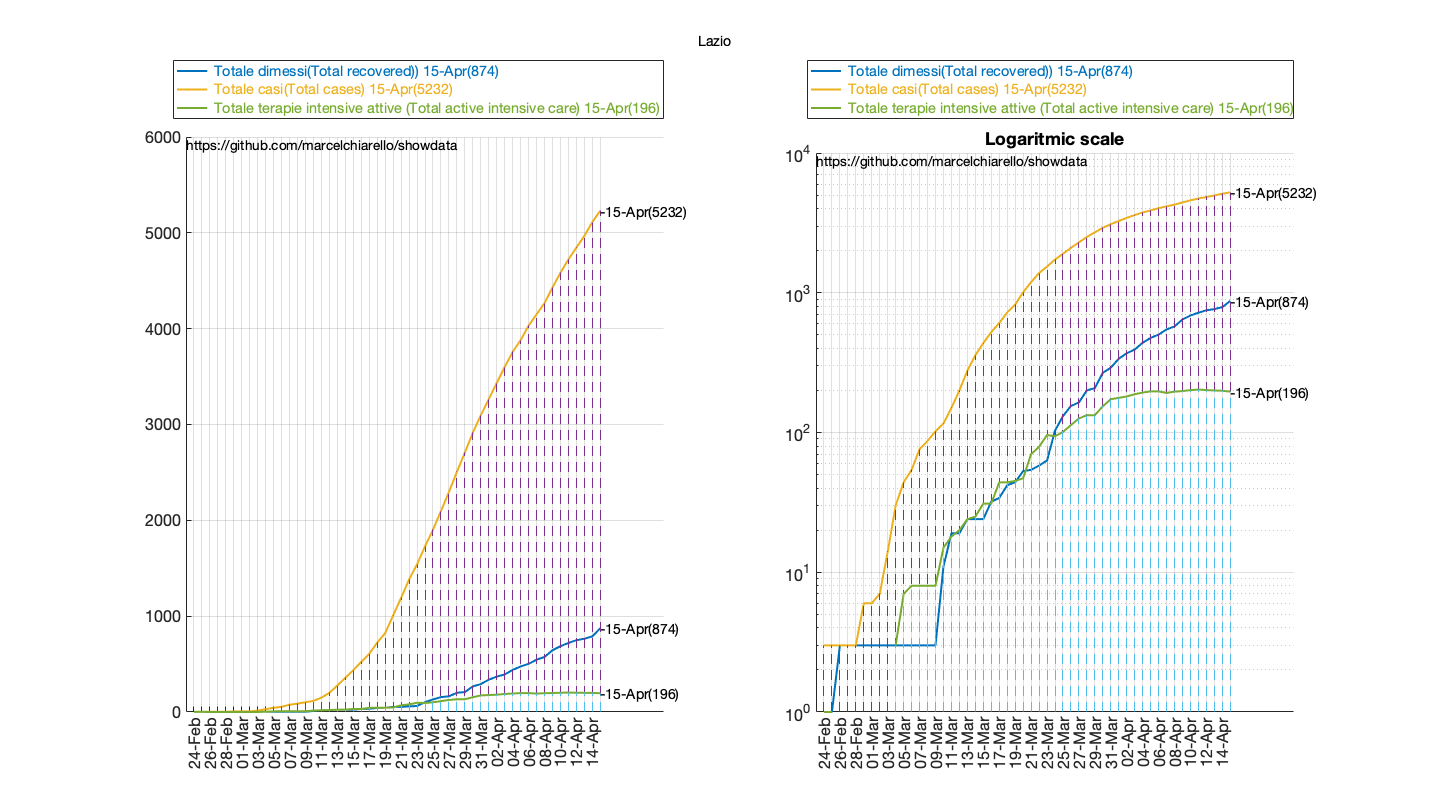 Lazio
Totale dimessi(Total recovered)) 15-Apr(874)
Totale casi(Total cases) 15-Apr(5232)
Totale terapie intensive attive (Total active intensive care) 15-Apr(196)
6000
https://github.com/marcelchiarello/showdata
5000
4000
3000
2000
1000
0
15-Apr(5232)
15-Apr(874)
15-Apr(196)
24-Feb
26-Feb
28-Feb
01-Mar
03-Mar
05-Mar
07-Mar
09-Mar
11-Mar
13-Mar
15-Mar
17-Mar
19-Mar
21-Mar
23-Mar
25-Mar
27-Mar
29-Mar
31-Mar
02-Apr
04-Apr
06-Apr
08-Apr
10-Apr
12-Apr
14-Apr
Totale dimessi(Total recovered)) 15-Apr(874)
Totale casi(Total cases) 15-Apr(5232)
Totale terapie intensive attive (Total active intensive care) 15-Apr(196)
Logaritmic scale
10^4
https://github.com/marcelchiarello/showdata
10^3
10^2
10^1
10^0
15-Apr(5232)
15-Apr(874)
15-Apr(196)
24-Feb
26-Feb
28-Feb
01-Mar
03-Mar
05-Mar
07-Mar
09-Mar
11-Mar
13-Mar
15-Mar
17-Mar
19-Mar
21-Mar
23-Mar
25-Mar
27-Mar
29-Mar
31-Mar
02-Apr
04-Apr
06-Apr
08-Apr
10-Apr
12-Apr
14-Apr